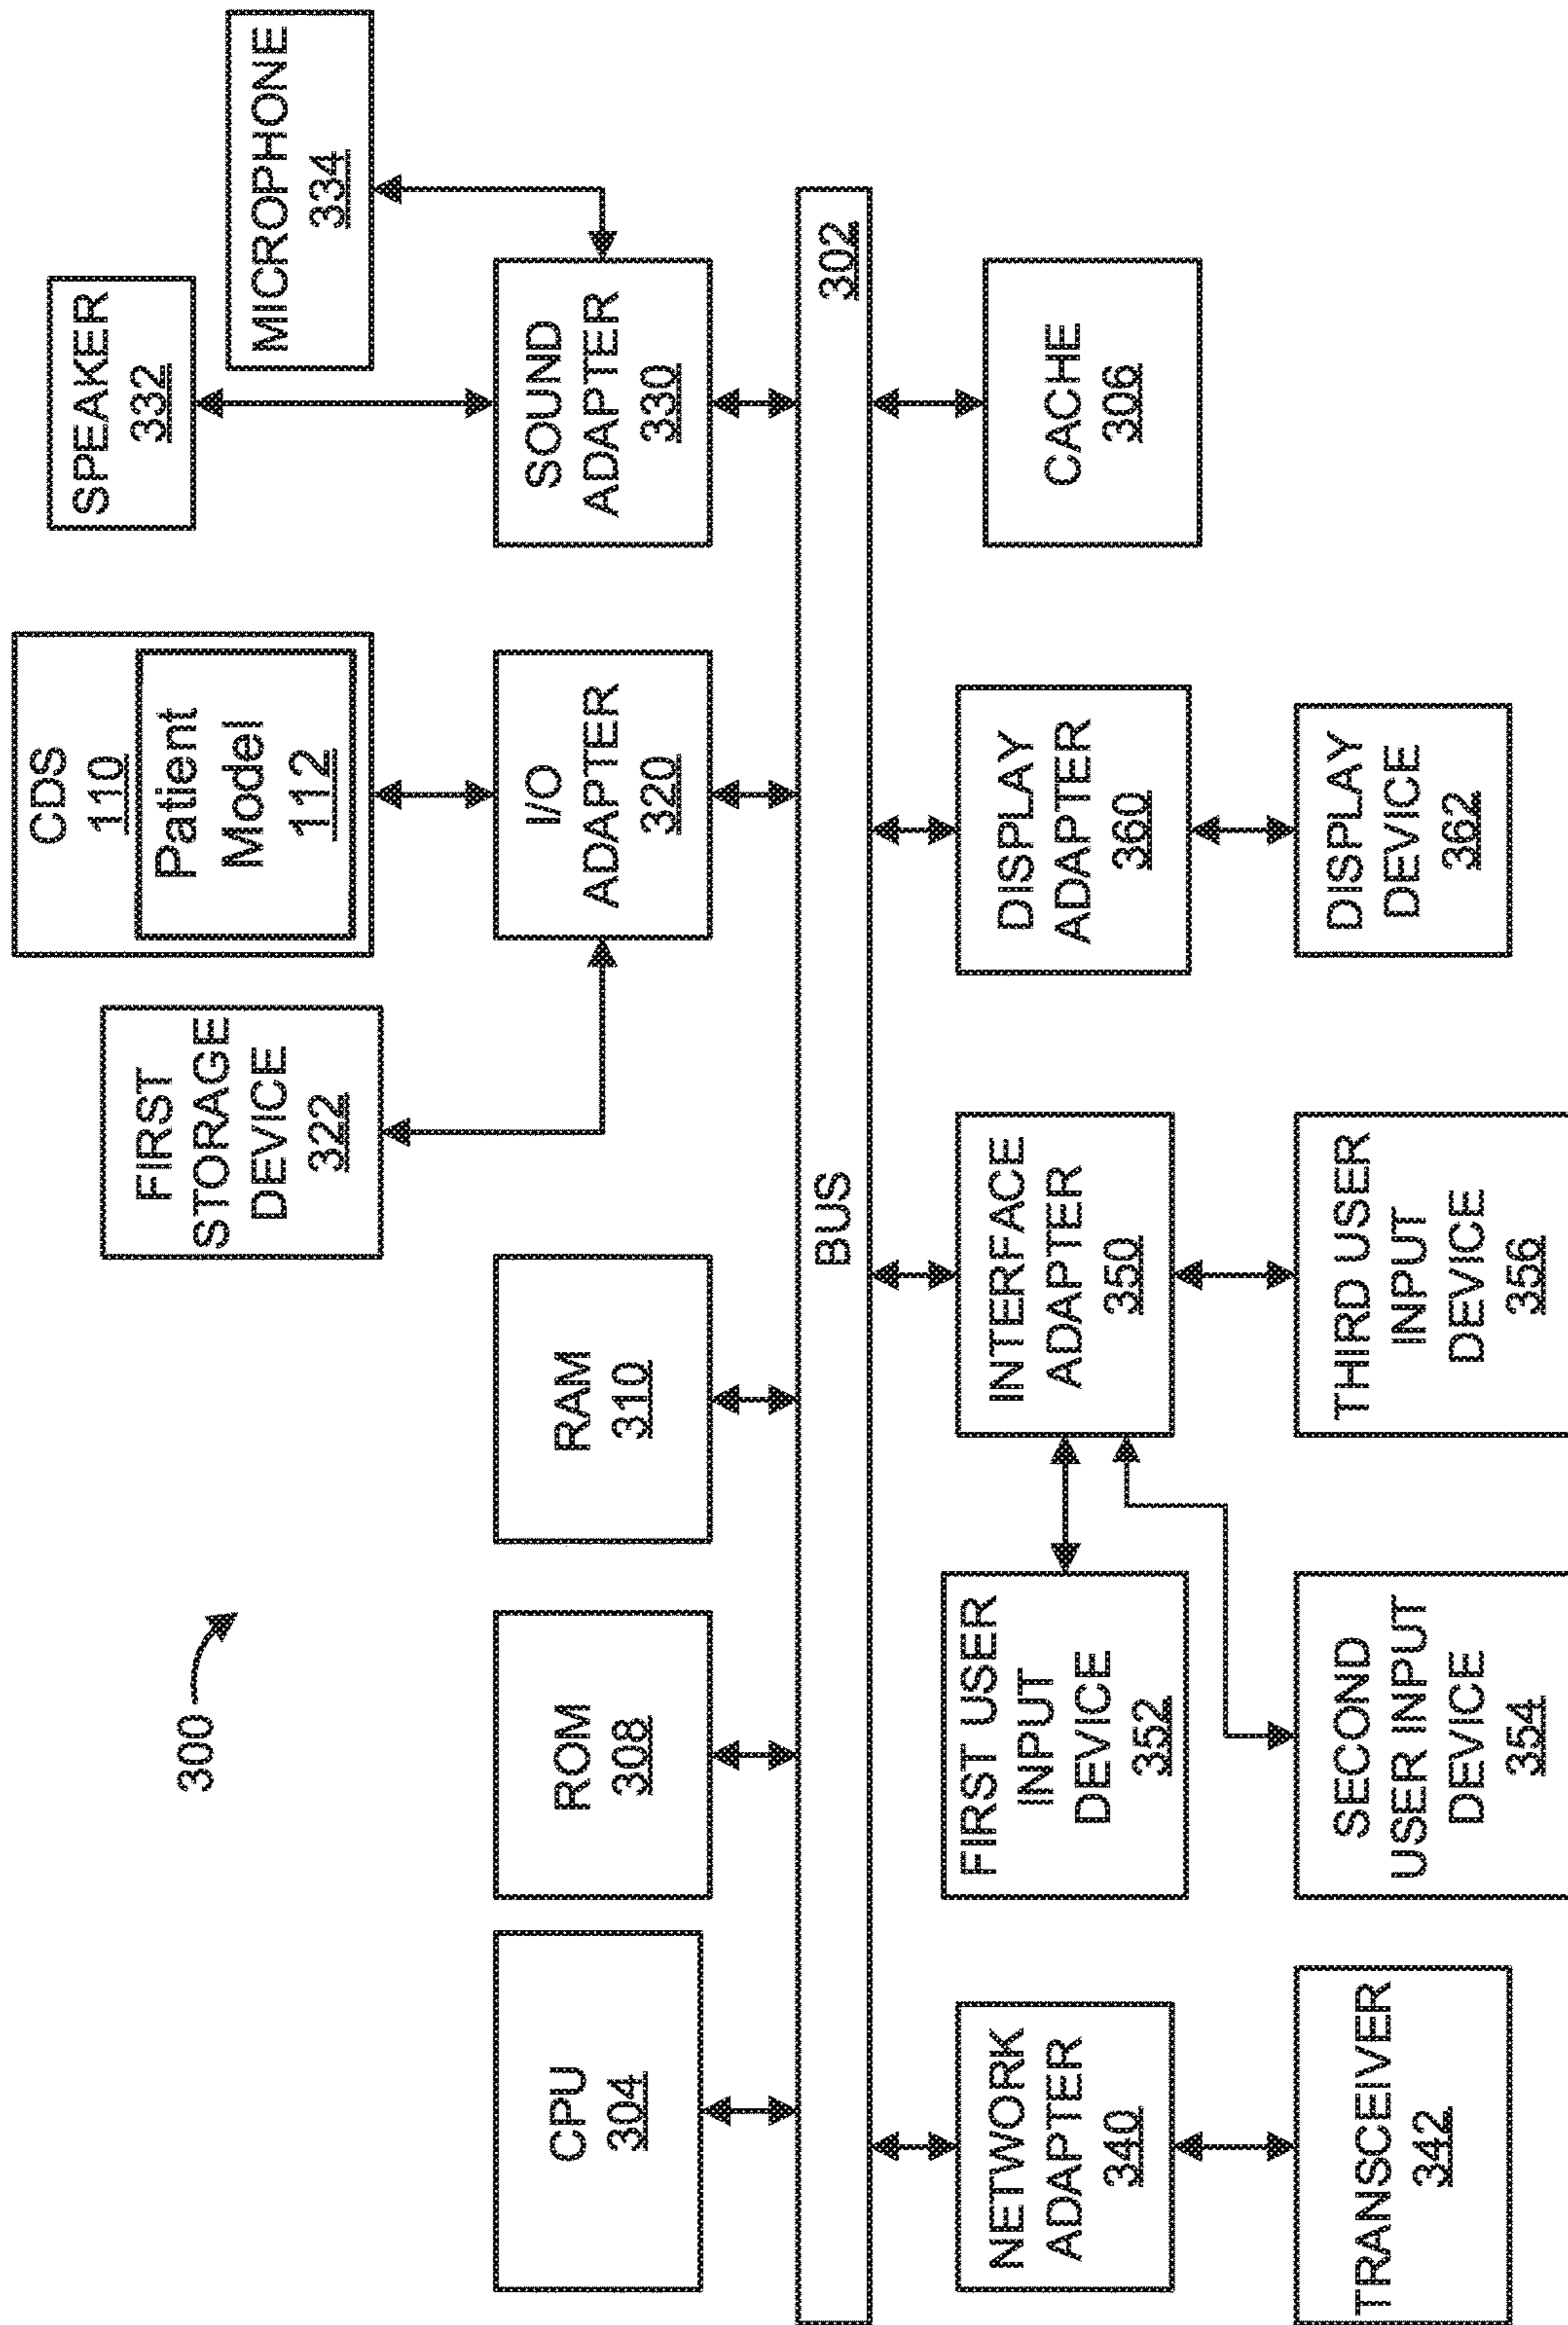 300
CPU
304
ROM
308
RAM
310
FIRST
STORAGE
DEVICE
322
CDS
110
Patient
Model
112
I/O
ADAPTER
320
SPEAKER
332
MICROPHONE
334
SOUND
ADAPTER
330
BUS
302
NETWORK
ADAPTER
340
TRANSCEIVER
342
FIRST USER
INPUT
DEVICE
352
SECOND
USER INPUT
DEVICE
354
INTERFACE
ADAPTER
350
THIRD USER
INPUT
DEVICE
356
DISPLAY
ADAPTER
360
DISPLAY
DEVICE
362
CACHE
306